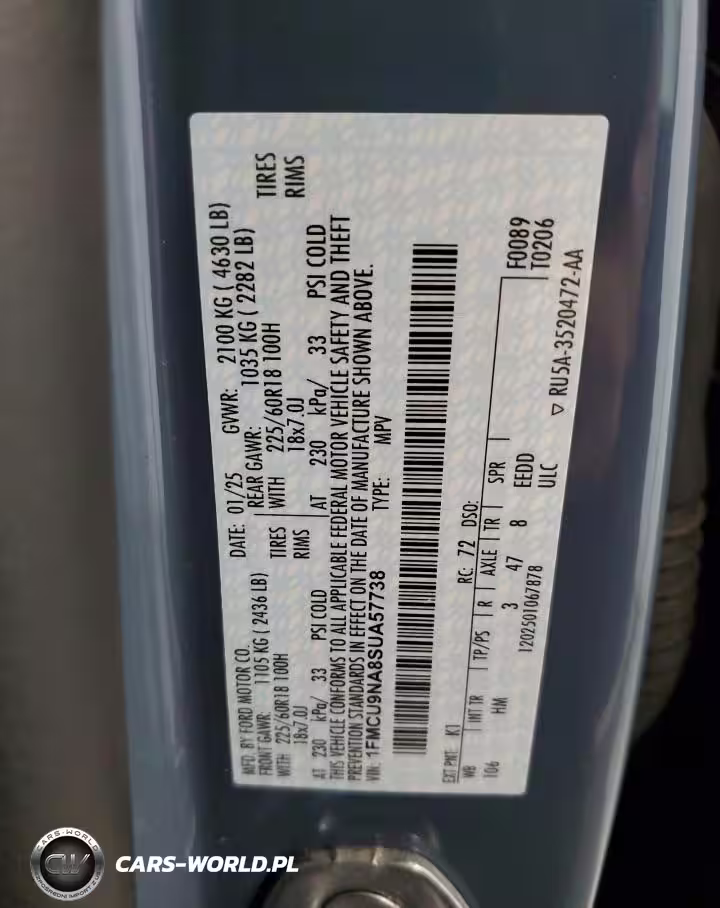 MFD. BY FORD MOTOR CO.
DATE: 01/25 GVWR: 2100 KG ( 4630 LB)
FRONT GAWR: 1105 KG ( 2436 LB)
REAR GAWR: 1035 KG ( 2282 LB)
WITH 225/60R18 100H TIRES
WITH 225/60R18 100H TIRES
18x7.0J RIMS
18x7.0J RIMS
AT 230 kPa/ 33 PSI COLD
AT 230 kPa/ 33 PSI COLD
THIS VEHICLE CONFORMS TO ALL APPLICABLE FEDERAL MOTOR VEHICLE SAFETY AND THEFT
PREVENTION STANDARDS IN EFFECT ON THE DATE OF MANUFACTURE SHOWN ABOVE.
VIN: 1FMCU9NA8SUA57738 TYPE: MPV
EXT PNT: K1 RC: 72 DSO:
WB INT TR TP/PS R AXLE TR SPR
F0089
T0206
106 HM 3 47 8 EEDD
1202501067878 ULC
▽ RU5A-3520472-AA
CARS-WORLD
CW
CARS-WORLD.PL